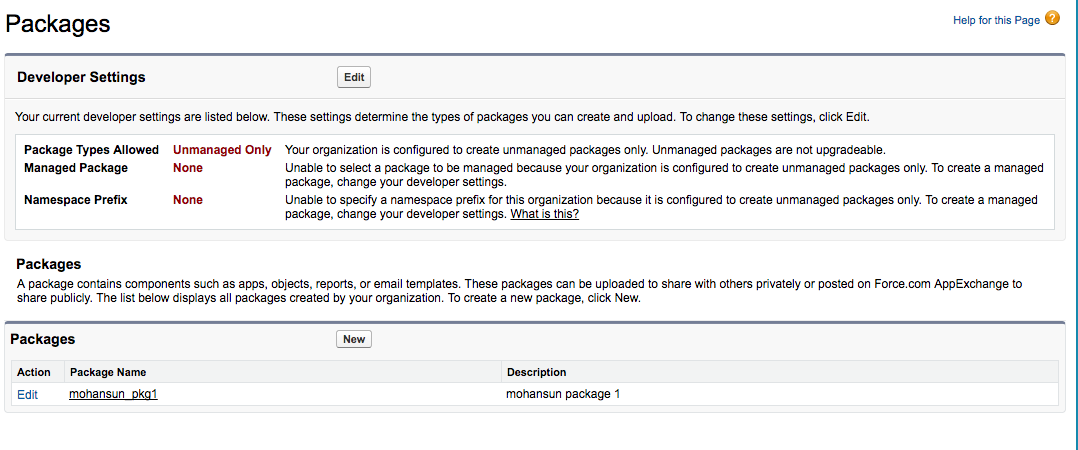 Packages
Help for this Page ?
Developer Settings Edit
Your current developer settings are listed below. These settings determine the types of packages you can create and upload. To change these settings, click Edit.
Package Types Allowed Unmanaged Only Your organization is configured to create unmanaged packages only. Unmanaged packages are not upgradeable.
Managed Package None Unable to select a package to be managed because your organization is configured to create unmanaged packages only. To create a managed
package, change your developer settings.
Namespace Prefix None Unable to specify a namespace prefix for this organization because it is configured to create unmanaged packages only. To create a managed
package, change your developer settings. What is this?
Packages
A package contains components such as apps, objects, reports, or email templates. These packages can be uploaded to share with others privately or posted on Force.com AppExchange to
share publicly. The list below displays all packages created by your organization. To create a new package, click New.
Packages New
Action Package Name Description
Edit mohansun_pkg1 mohansun package 1